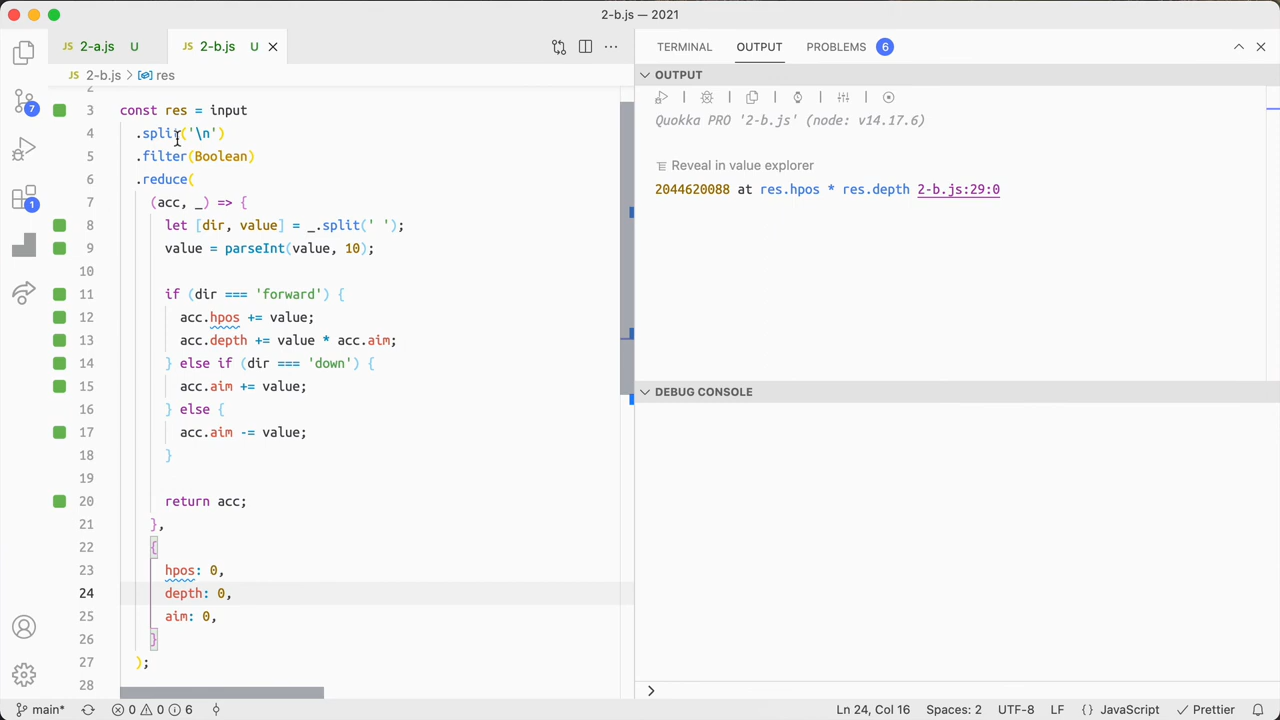 2-b.js — 2021
JS 2-a.js U
JS 2-b.js U
JS 2-b.js > res
TERMINAL OUTPUT PROBLEMS 6
OUTPUT
Quokka PRO '2-b.js' (node: v14.17.6)
Reveal in value explorer
2044620088 at res.hpos * res.depth 2-b.js:29:0
DEBUG CONSOLE
>
7
1
2
3 const res = input
4 .split('\n')
5 .filter(Boolean)
6 .reduce(
7 (acc, _) => {
8 let [dir, value] = _.split(' ');
9 value = parseInt(value, 10);
10
11 if (dir === 'forward') {
12 acc.hpos += value;
13 acc.depth += value * acc.aim;
14 } else if (dir === 'down') {
15 acc.aim += value;
16 } else {
17 acc.aim -= value;
18 }
19
20 return acc;
21 },
22 {
23 hpos: 0,
24 depth: 0,
25 aim: 0,
26 }
27 );
28
main* 0 0 6
Ln 24, Col 16 Spaces: 2 UTF-8 LF {} JavaScript Prettier